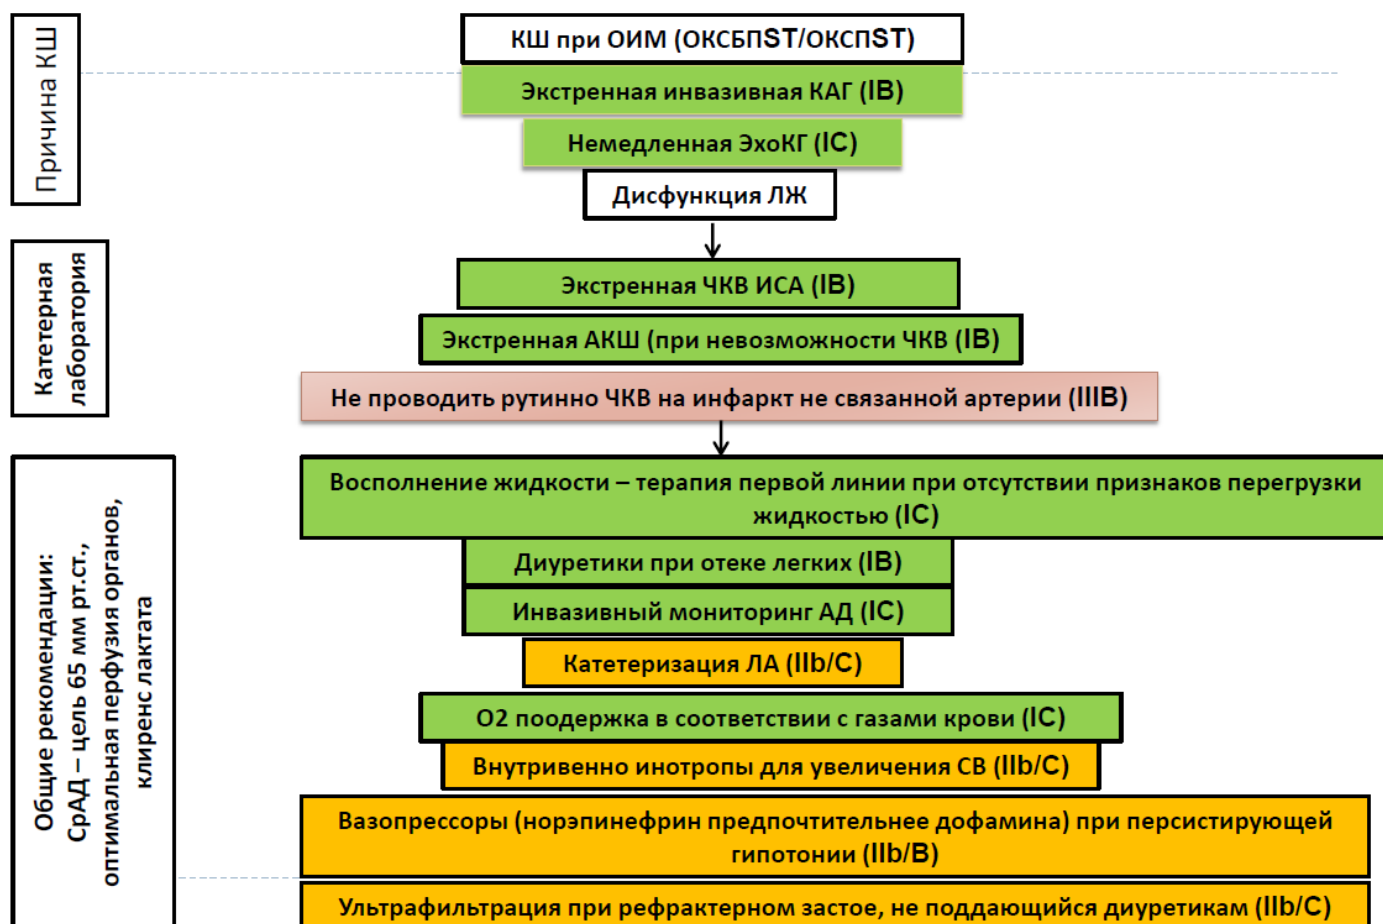 Причина КШ
КШ при ОИМ (ОКСБПST/ОКСПST)
Экстренная инвазивная КАГ (IB)
Немедленная ЭхоКГ (IC)
Дисфункция ЛЖ
Катетерная
лаборатория
Экстренная ЧКВ ИСА (IB)
Экстренная АКШ (при невозможности ЧКВ (IB)
Не проводить рутинно ЧКВ на инфаркт не связанной артерии (IIIB)
Общие рекомендации:
СрАД – цель 65 мм рт.ст.,
оптимальная перфузия органов,
клиренс лактата
Восполнение жидкости – терапия первой линии при отсутствии признаков перегрузки
жидкостью (IC)
Диуретики при отеке легких (IB)
Инвазивный мониторинг АД (IC)
Катетеризация ЛА (IIb/C)
О2 поодержка в соответствии с газами крови (IC)
Внутривенно инотропы для увеличения СВ (IIb/C)
Вазопрессоры (норэпинефрин предпочтительнее дофамина) при персистирующей
гипотонии (IIb/B)
Ультрафильтрация при рефрактерном застое, не поддающийся диуретикам (IIb/C)